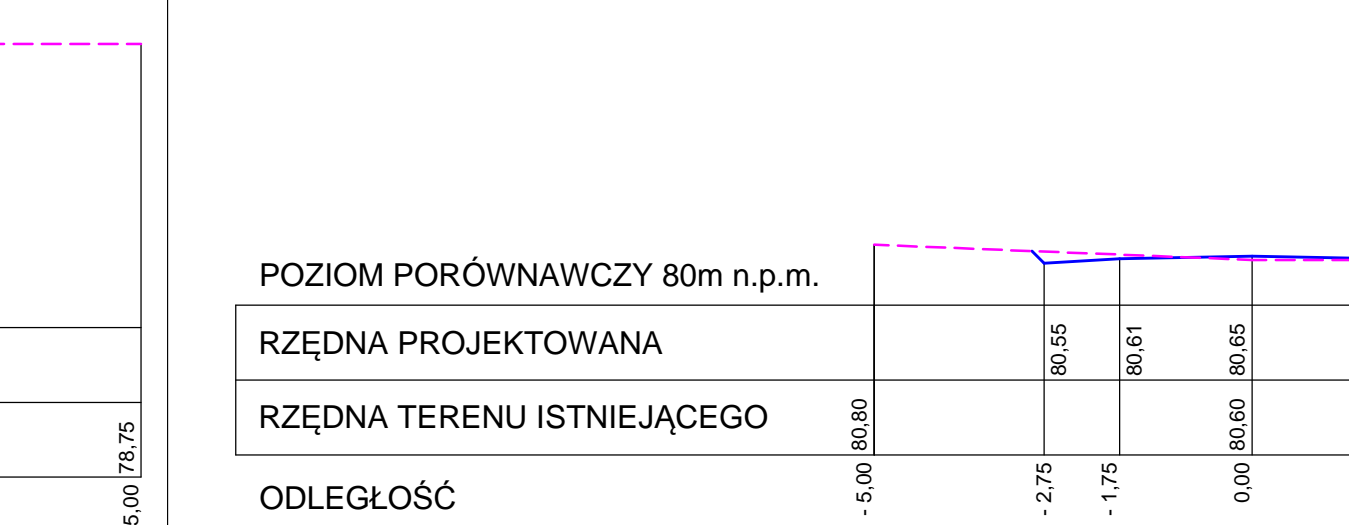 78,75
5,00
POZIOM PORÓWNAWCZY 80m n.p.m.
RZĘDNA PROJEKTOWANA
80,55
80,61
80,65
RZĘDNA TERENU ISTNIEJĄCEGO
80,80
80,60
ODLEGŁOŚĆ
- 5,00
- 2,75
- 1,75
0,00